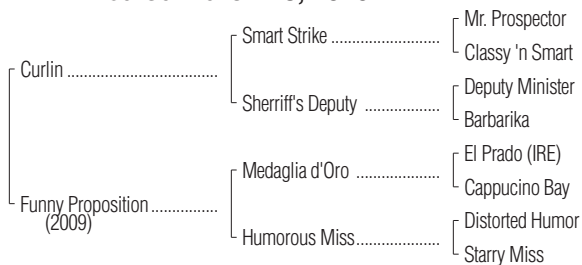 Curlin
Smart Strike
Mr. Prospector
Classy 'n Smart
Sherriff's Deputy
Deputy Minister
Barbarika
Funny Proposition
(2009)
Medaglia d'Oro
El Prado (IRE)
Cappucino Bay
Humorous Miss
Distorted Humor
Starry Miss